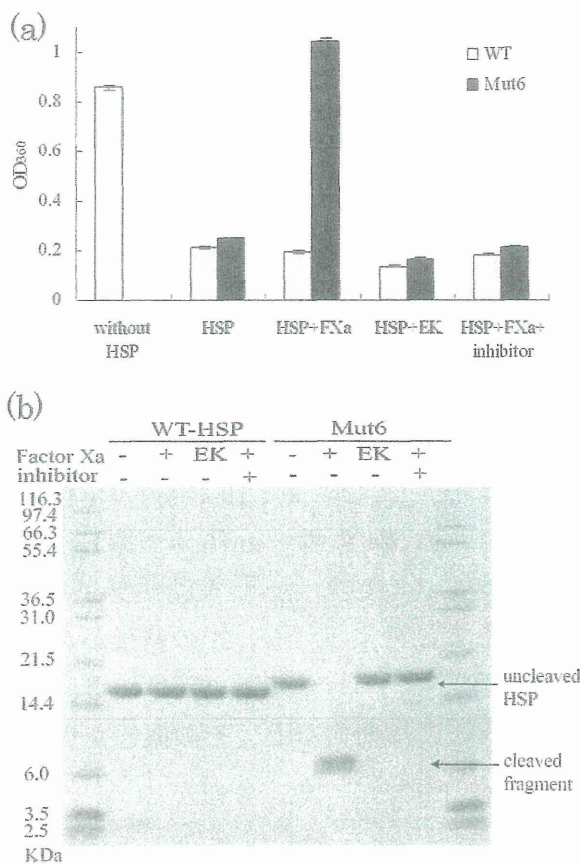 (a)
1
0.8
0.6
0.4
0.2
0
OD360
WT
Mut6
without HSP
HSP
HSP+FXa
HSP+EK
HSP+FXa+ inhibitor
(b)
WT-HSP Mut6
Factor Xa - + EK + - + EK +
inhibitor - - - + - - - +
116.3
97.4
66.3
55.4
36.5
31.0
21.5
14.4
6.0
3.5
2.5
KDa
uncleaved
HSP
cleaved
fragment